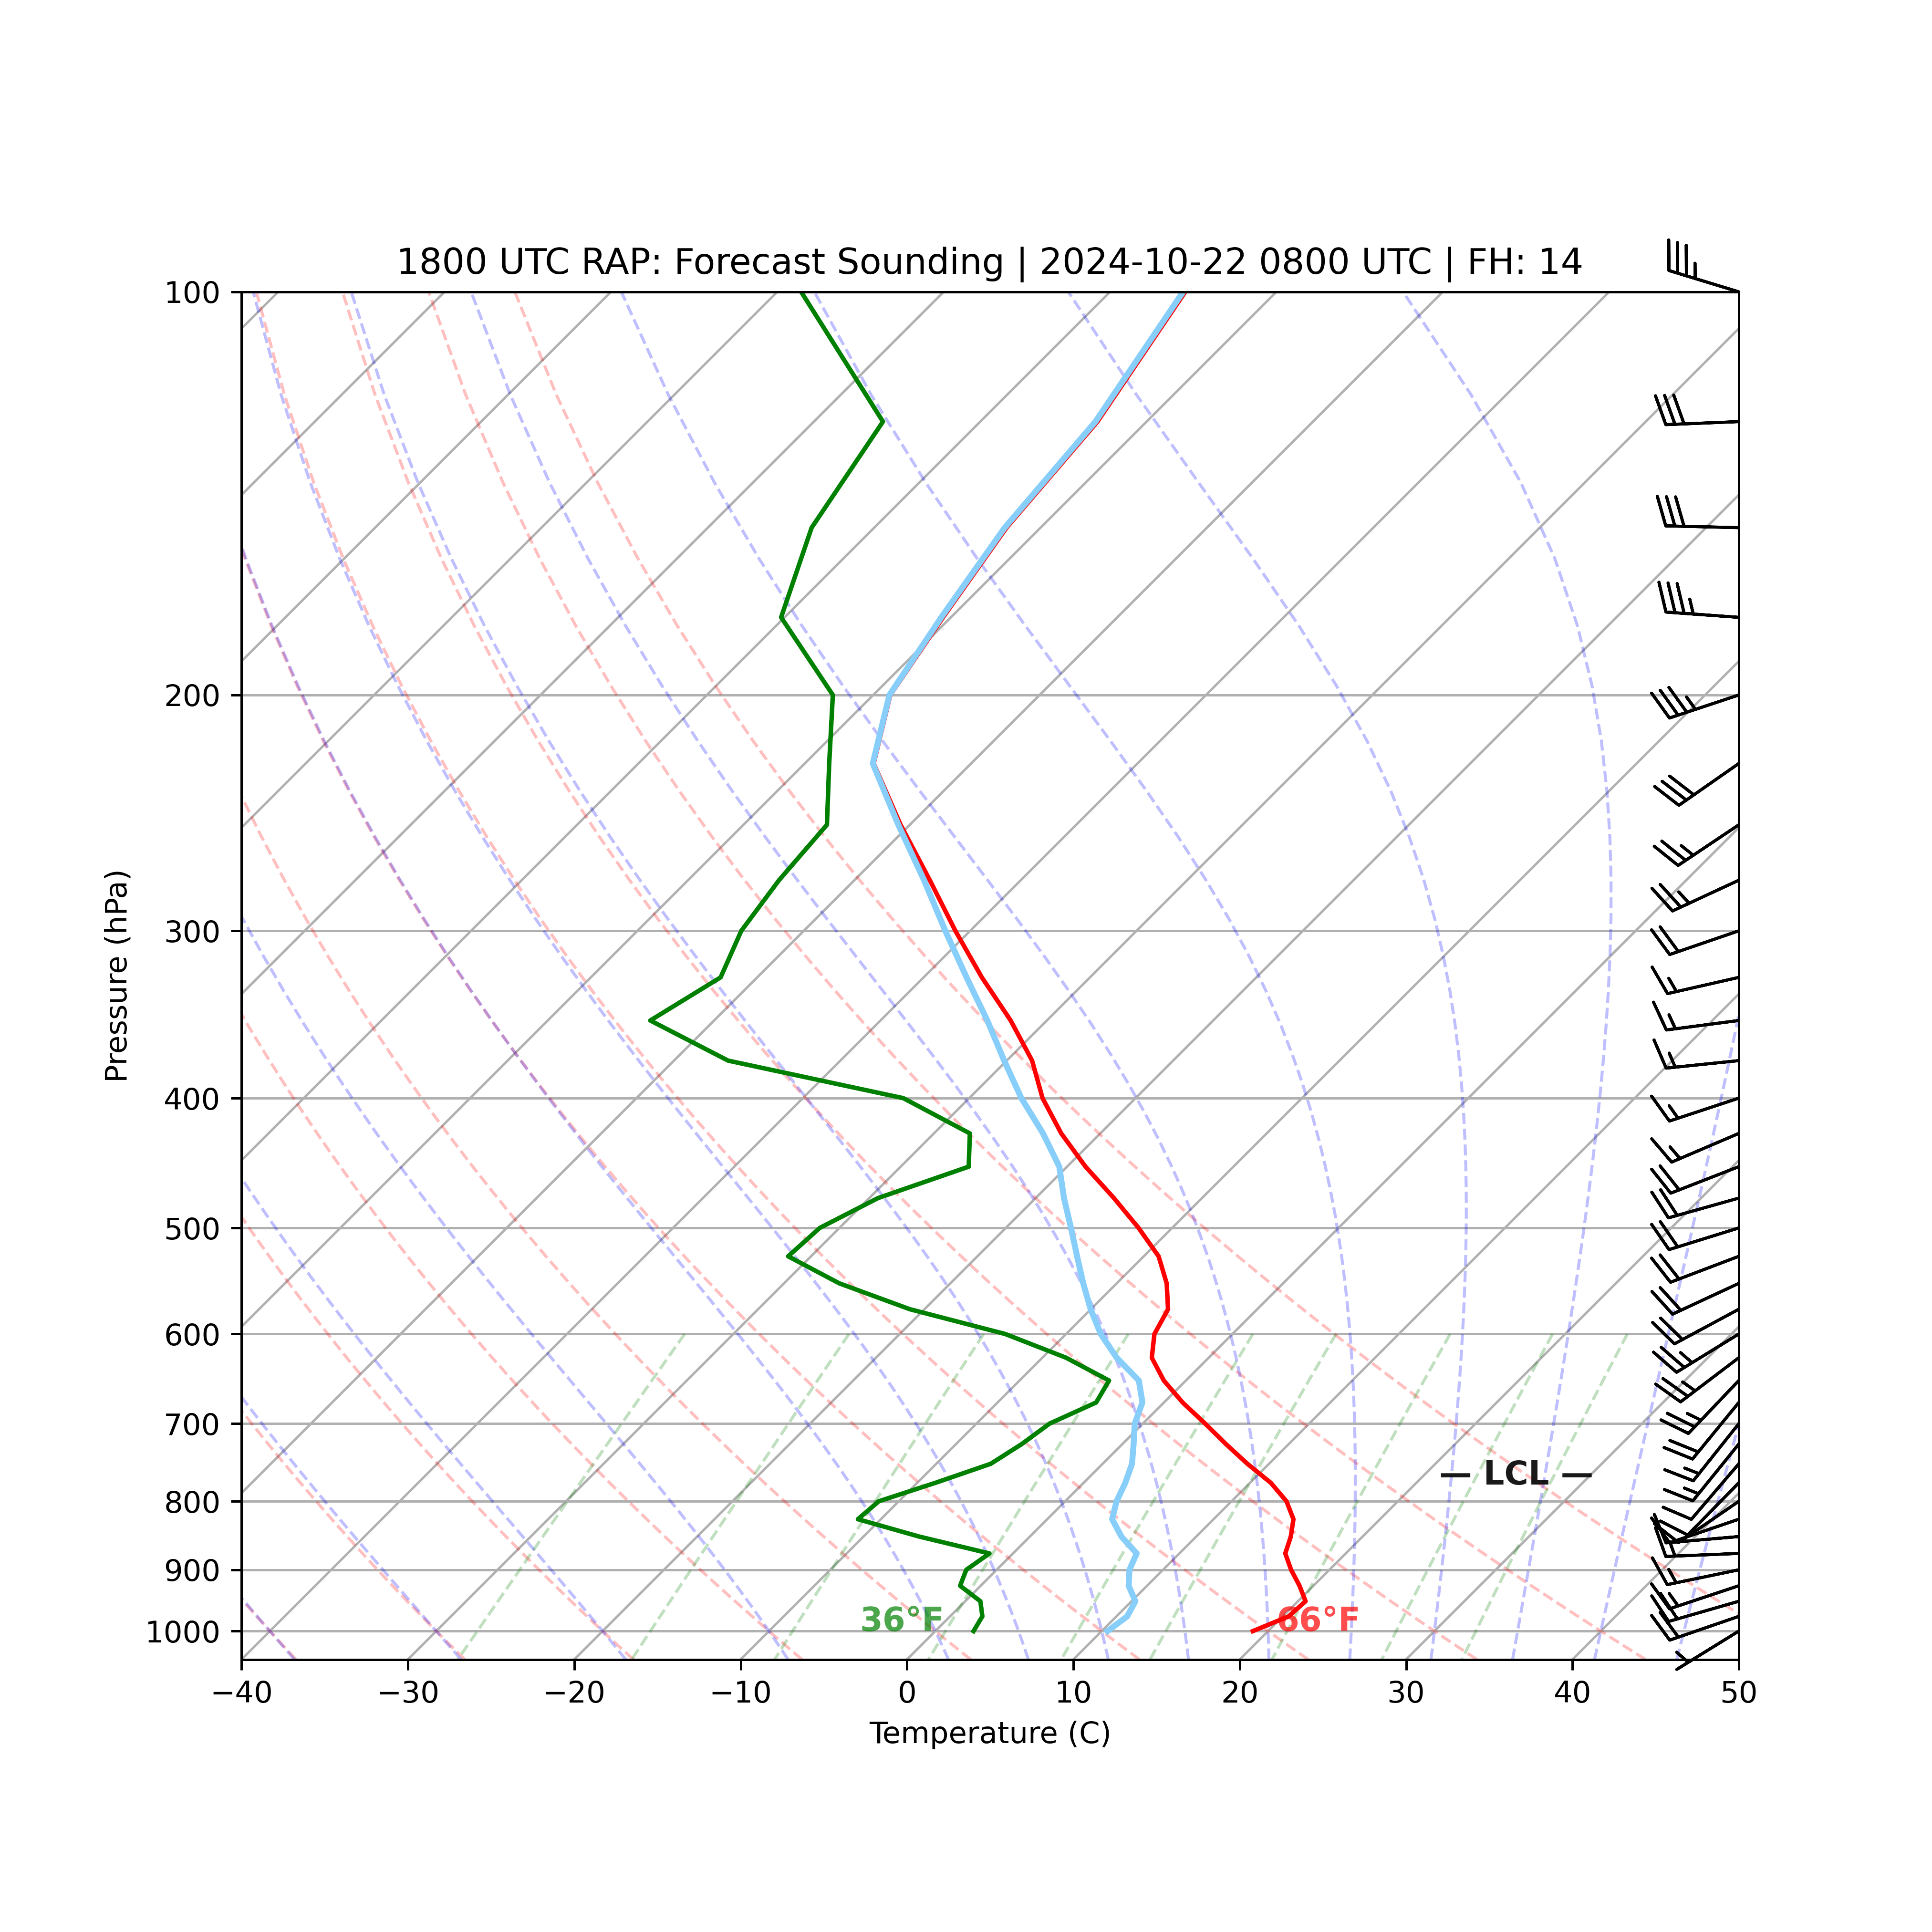 1800 UTC RAP: Forecast Sounding | 2024-10-22 0800 UTC | FH: 14
100
200
300
400
500
600
700
800
900
1000
Pressure (hPa)
— LCL —
36°F
66°F
−40 −30 −20 −10 0 10 20 30 40 50
Temperature (C)